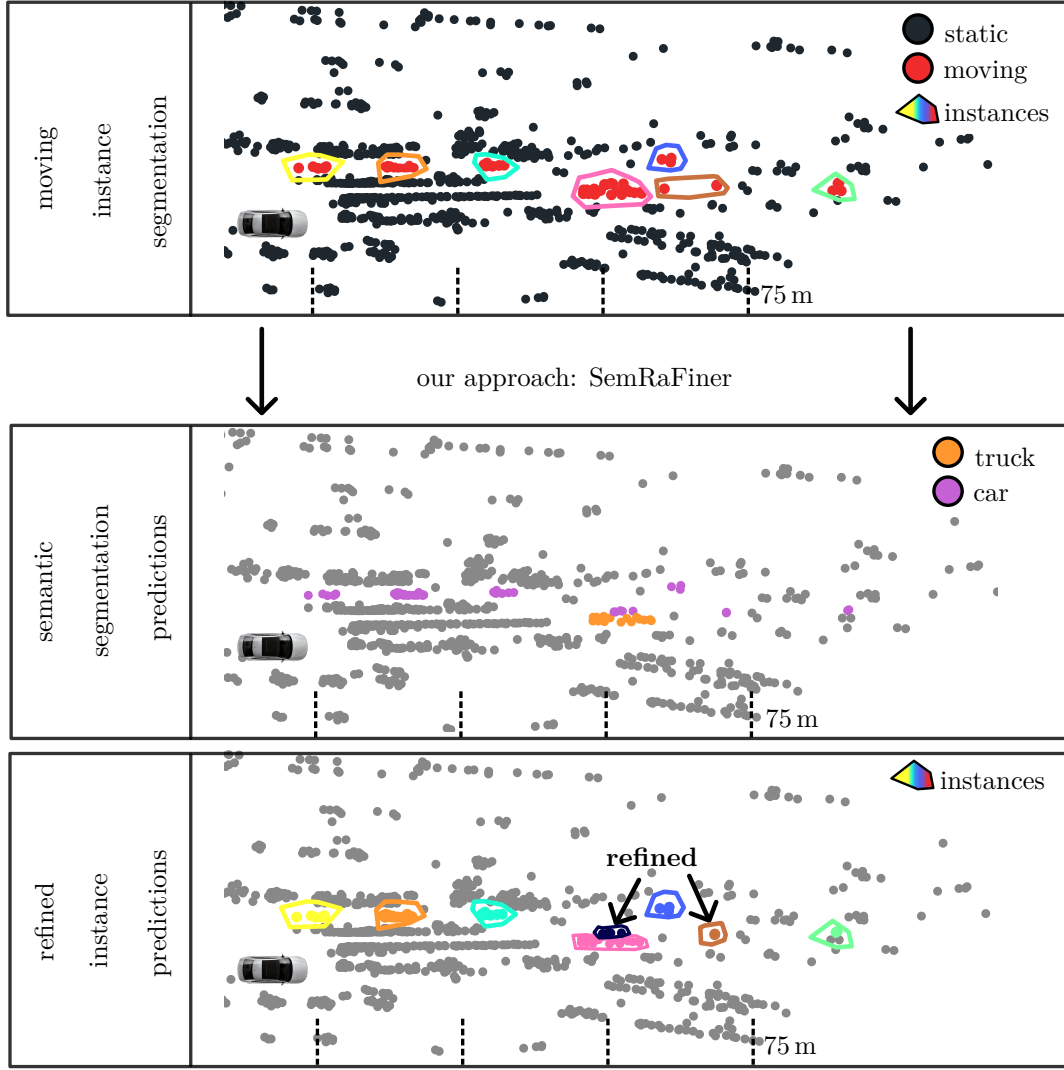 moving
instance
segmentation
static
moving
instances
75 m
our approach: SemRaFiner
semantic
segmentation
predictions
truck
car
75 m
refined
instance
predictions
instances
refined
75 m